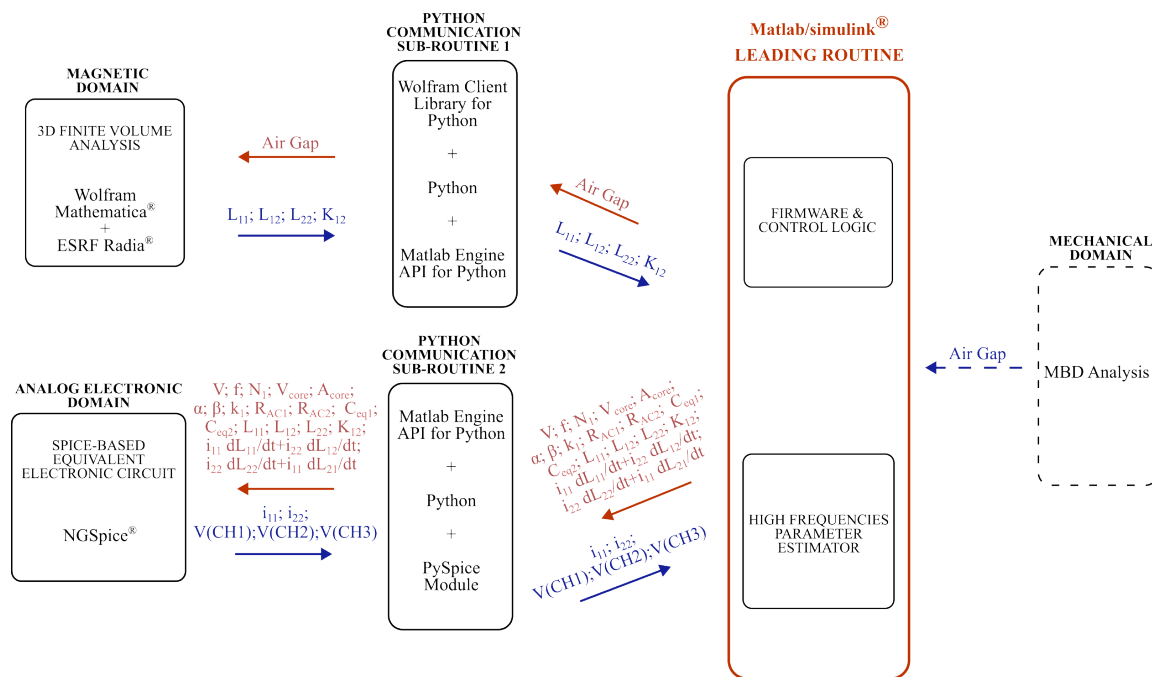 PYTHON
COMMUNICATION
SUB-ROUTINE 1
Matlab/simulink®
LEADING ROUTINE
MAGNETIC
DOMAIN
3D FINITE VOLUME
ANALYSIS
Wolfram
Mathematica®
+
ESRF Radia®
Air Gap
L11; L12; L22; K12
Wolfram Client
Library for
Python
+
Python
+
Matlab Engine
API for Python
Air Gap
L11; L12; L22; K12
FIRMWARE &
CONTROL LOGIC
MECHANICAL
DOMAIN
MBD Analysis
Air Gap
PYTHON
COMMUNICATION
SUB-ROUTINE 2
ANALOG ELECTRONIC
DOMAIN
SPICE-BASED
EQUIVALENT
ELECTRONIC CIRCUIT
NGSpice®
V; f; N1; Vcore; Acore;
α; β; k1; RAC1; RAC2; Ceq1;
Ceq2; L11; L12; L22; K12;
i11 dL11/dt+i22 dL12/dt;
i22 dL22/dt+i11 dL21/dt
i11; i22;
V(CH1);V(CH2);V(CH3)
Matlab Engine
API for Python
+
Python
+
PySpice
Module
V; f; N1; Vcore; Acore;
α; β; k1; RAC1; RAC2; Ceq1;
Ceq2; L11; L12; L22; K12;
i11 dL11/dt+i22 dL12/dt;
i22 dL22/dt+i11 dL21/dt
i11; i22;
V(CH1);V(CH2);V(CH3)
HIGH FREQUENCIES
PARAMETER
ESTIMATOR